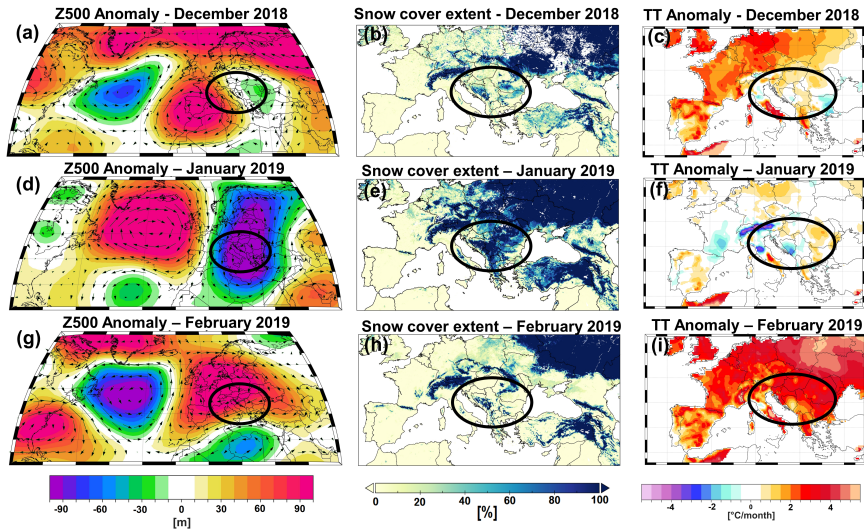 Z500 Anomaly - December 2018
Snow cover extent - December 2018
TT Anomaly - December 2018
(a)
(b)
(c)
Z500 Anomaly – January 2019
Snow cover extent – January 2019
TT Anomaly – January 2019
(d)
(e)
(f)
Z500 Anomaly – February 2019
Snow cover extent – February 2019
TT Anomaly – February 2019
(g)
(h)
(i)
-90 -60 -30 0 30 60 90
[m]
0 20 40 60 80 100
[%]
-4 -2 0 2 4
[°C/month]